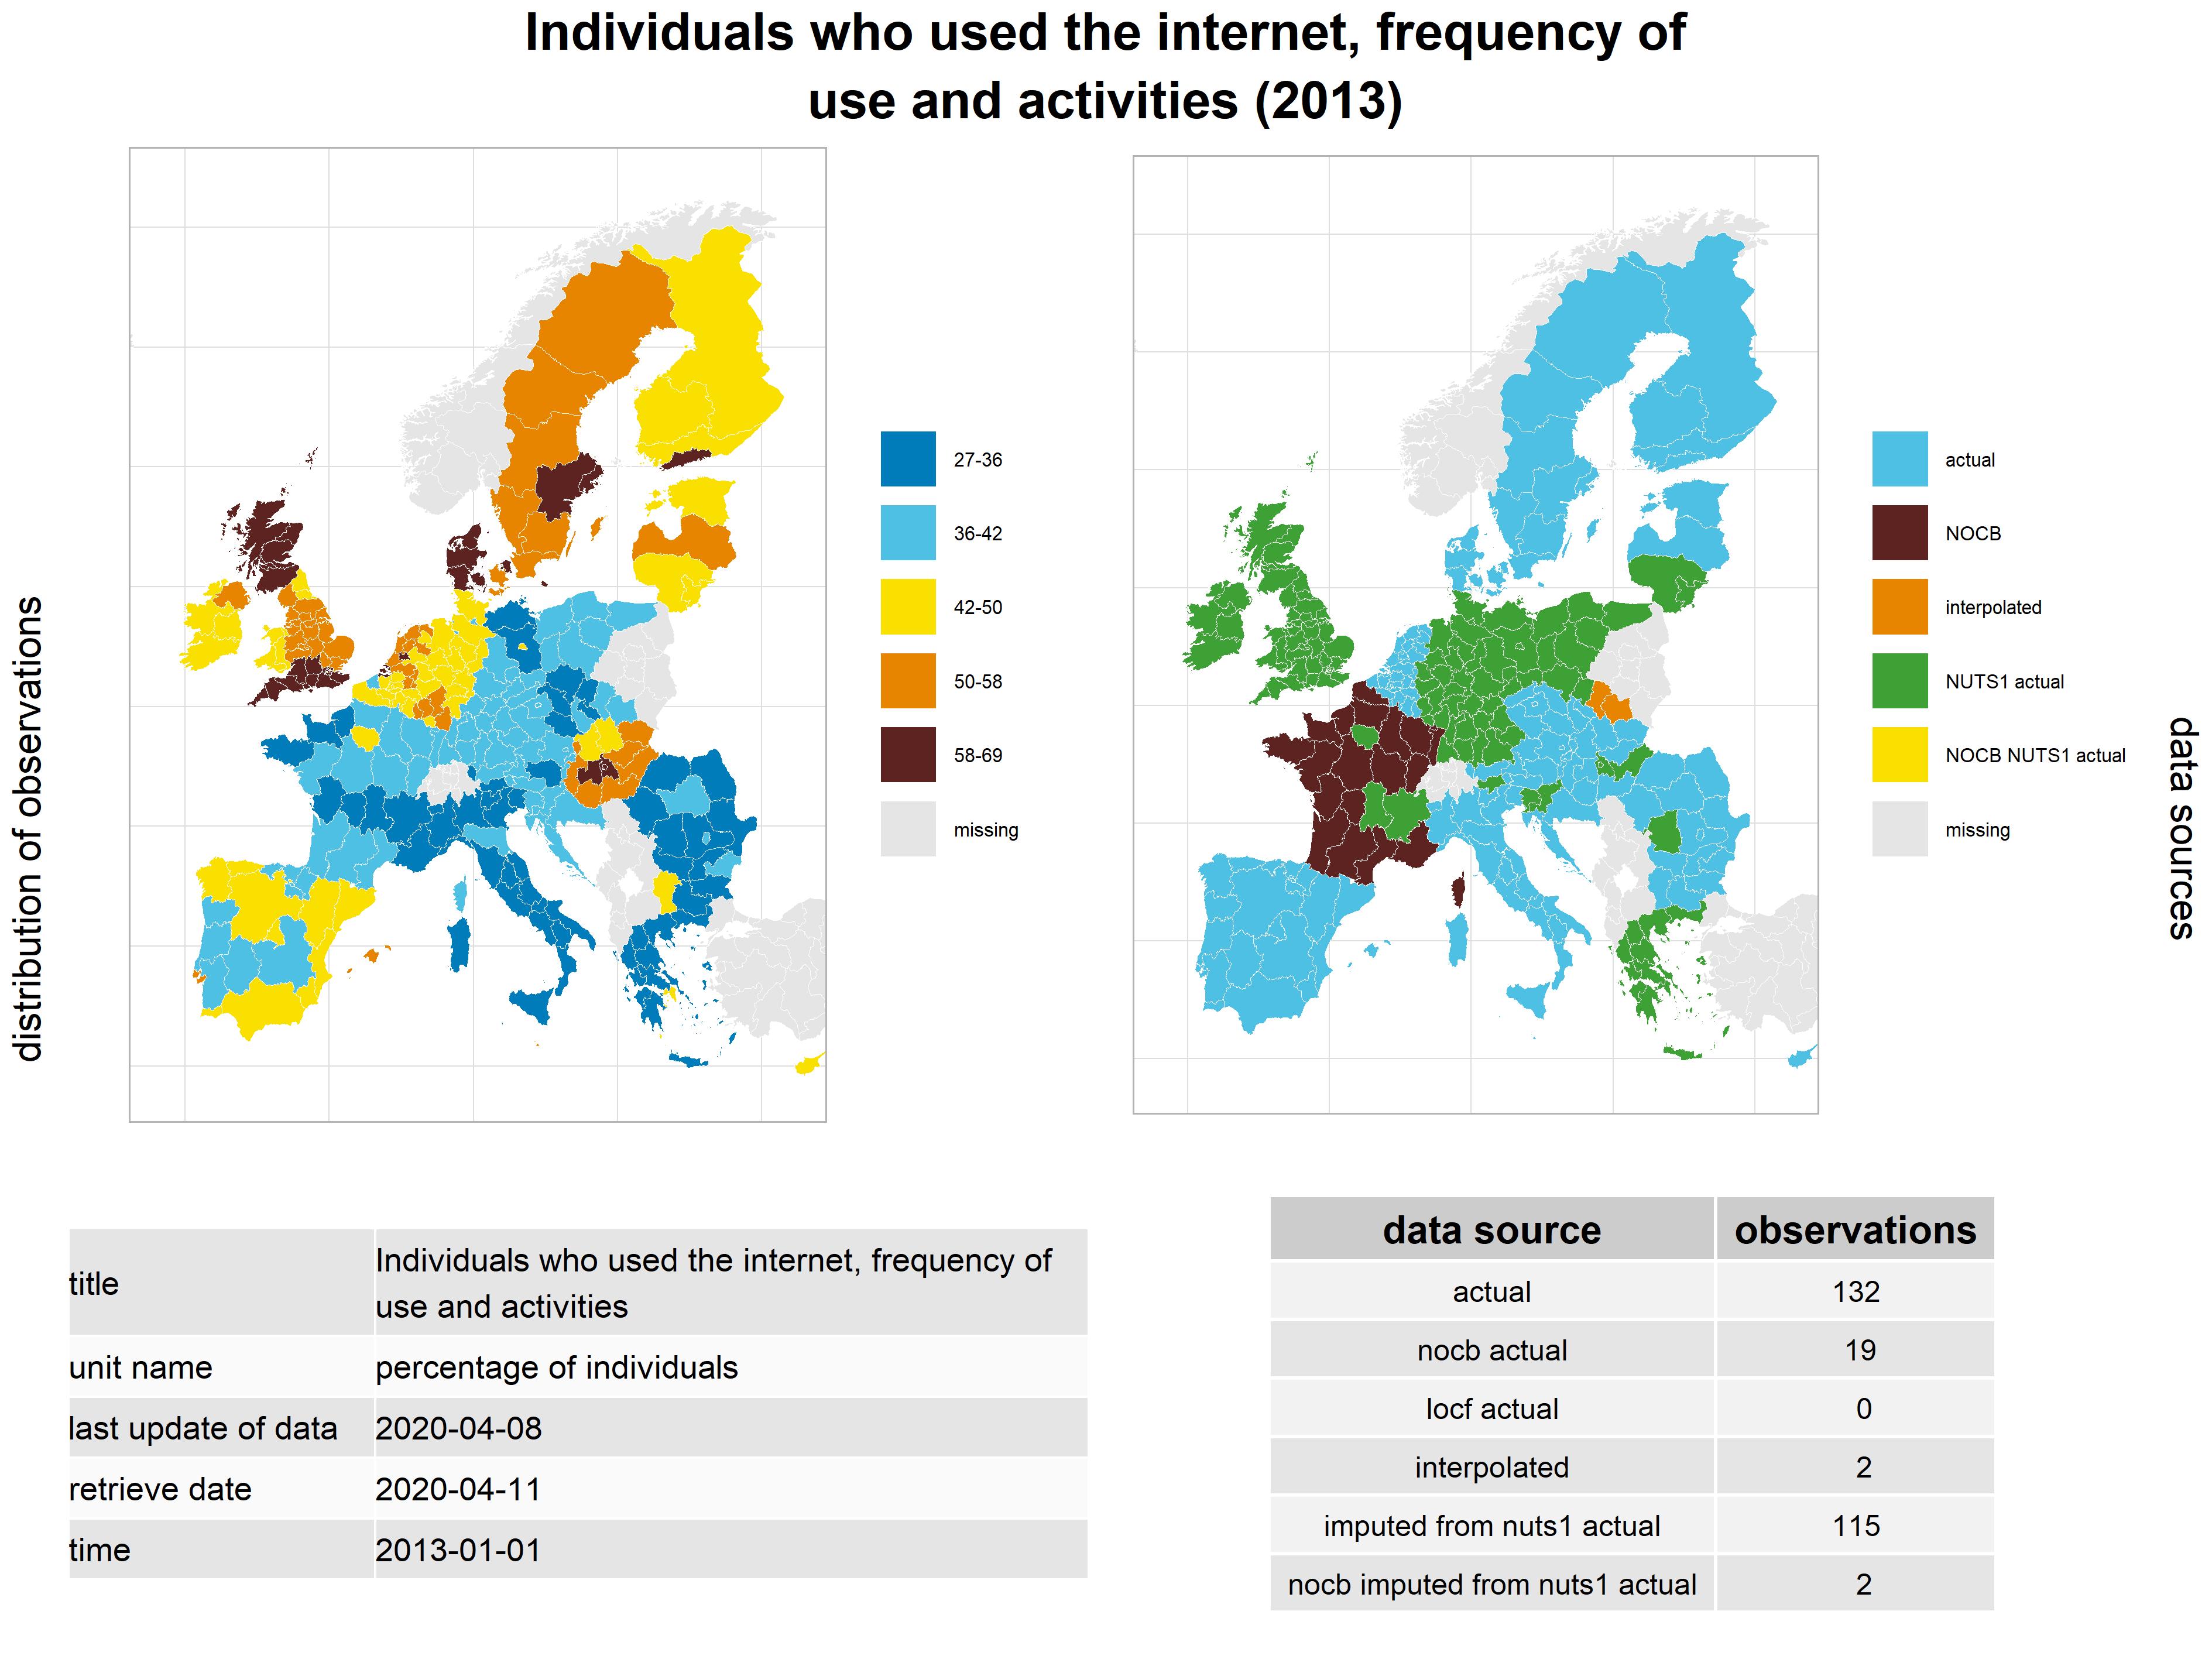 Individuals who used the internet, frequency of
use and activities (2013)
distribution of observations
27-36
36-42
42-50
50-58
58-69
missing
actual
NOCB
interpolated
NUTS1 actual
NOCB NUTS1 actual
missing
data sources
title
Individuals who used the internet, frequency of
use and activities
unit name percentage of individuals
last update of data 2020-04-08
retrieve date 2020-04-11
time 2013-01-01
data source observations
actual 132
nocb actual 19
locf actual 0
interpolated 2
imputed from nuts1 actual 115
nocb imputed from nuts1 actual 2